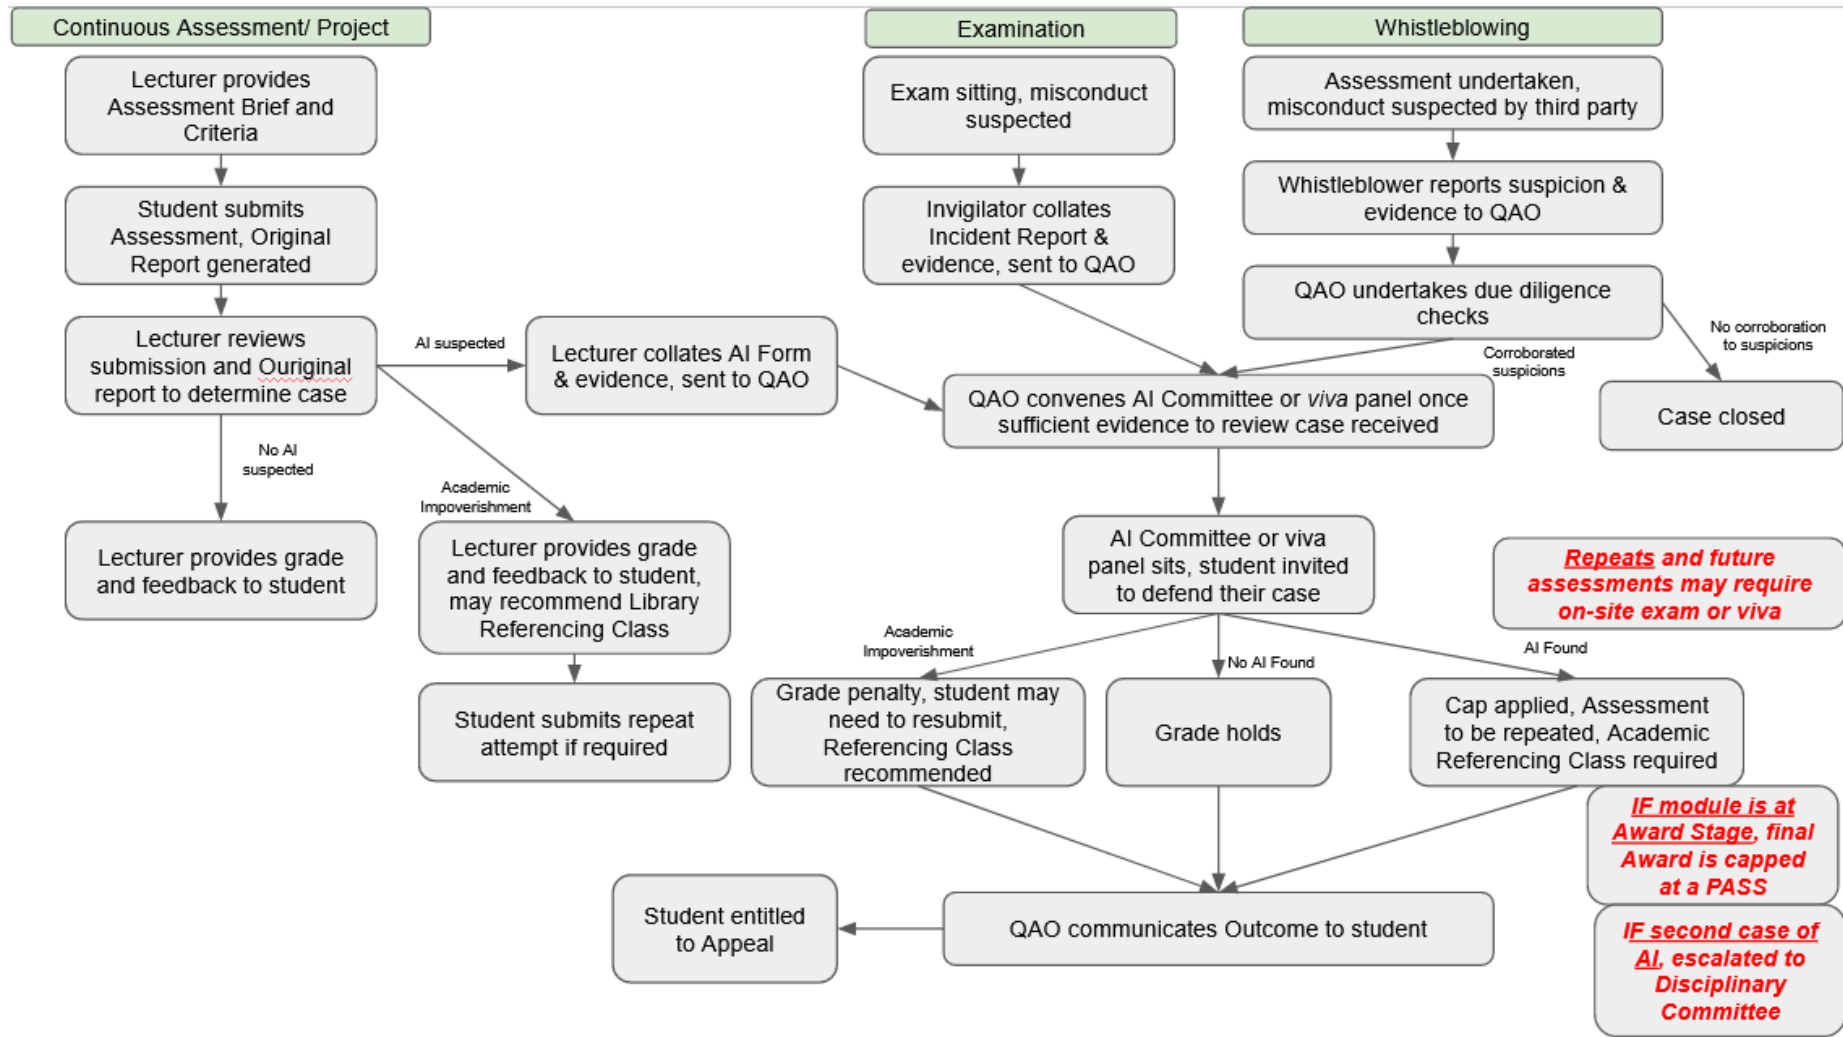 Continuous Assessment/ Project
Lecturer provides
Assessment Brief and
Criteria
Student submits
Assessment, Original
Report generated
Lecturer reviews
submission and Ouriginal
report to determine case
AI suspected
No AI
suspected
Academic
Impoverishment
Lecturer provides grade
and feedback to student
Lecturer provides grade
and feedback to student,
may recommend Library
Referencing Class
Student submits repeat
attempt if required
Lecturer collates AI Form
& evidence, sent to QAO
Examination
Exam sitting, misconduct
suspected
Invigilator collates
Incident Report &
evidence, sent to QAO
Whistleblowing
Assessment undertaken,
misconduct suspected by third party
Whistleblower reports suspicion &
evidence to QAO
QAO undertakes due diligence
checks
No corroboration
to suspicions
Corroborated
suspicions
Case closed
QAO convenes AI Committee or viva panel once
sufficient evidence to review case received
AI Committee or viva
panel sits, student invited
to defend their case
Repeats and future
assessments may require
on-site exam or viva
Academic
Impoverishment
No AI Found
AI Found
Grade penalty, student may
need to resubmit,
Referencing Class
recommended
Grade holds
Cap applied, Assessment
to be repeated, Academic
Referencing Class required
IF module is at
Award Stage, final
Award is capped
at a PASS
IF second case of
AI, escalated to
Disciplinary
Committee
QAO communicates Outcome to student
Student entitled
to Appeal